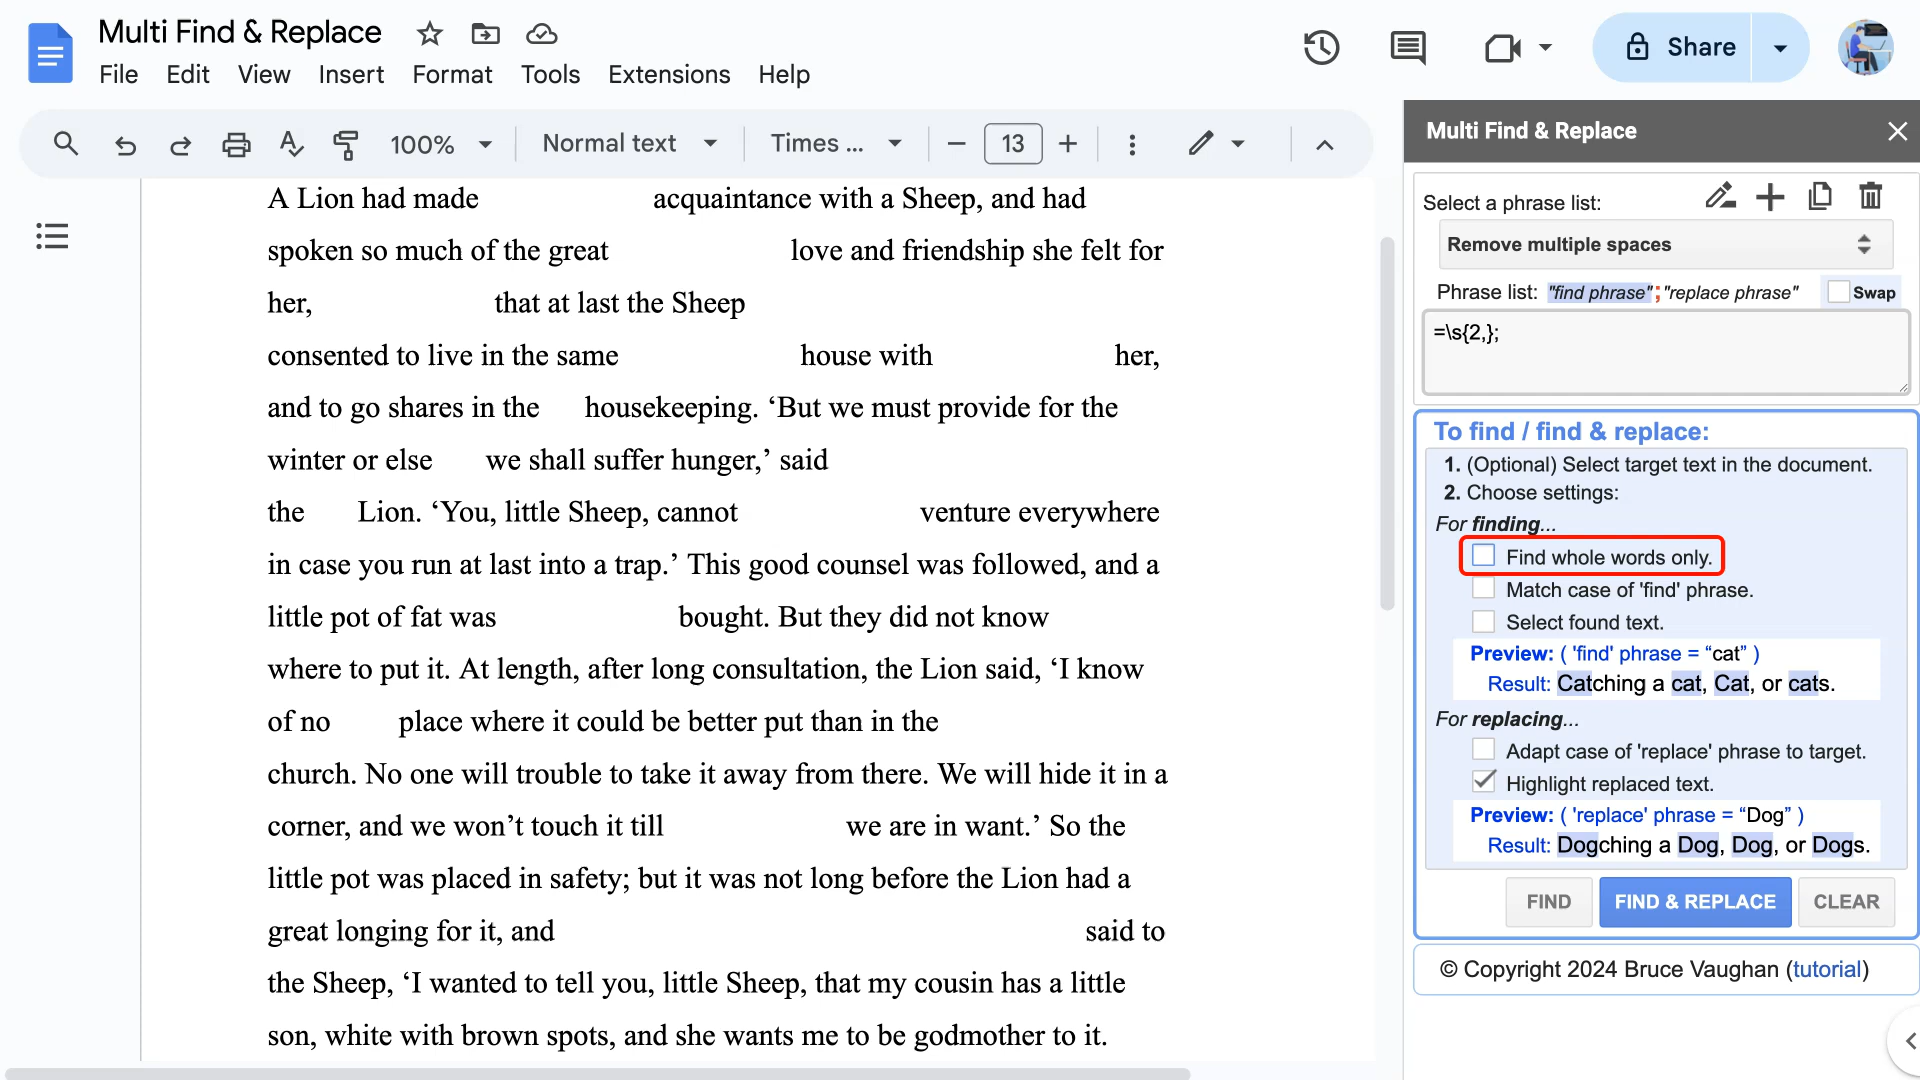 Multi Find & Replace
File Edit View Insert Format Tools Extensions Help
Share
100% Normal text Times ... 13
A Lion had made acquaintance with a Sheep, and had
spoken so much of the great love and friendship she felt for
her, that at last the Sheep
consented to live in the same house with her,
and to go shares in the housekeeping. ‘But we must provide for the
winter or else we shall suffer hunger,’ said
the Lion. ‘You, little Sheep, cannot venture everywhere
in case you run at last into a trap.’ This good counsel was followed, and a
little pot of fat was bought. But they did not know
where to put it. At length, after long consultation, the Lion said, ‘I know
of no place where it could be better put than in the
church. No one will trouble to take it away from there. We will hide it in a
corner, and we won’t touch it till we are in want.’ So the
little pot was placed in safety; but it was not long before the Lion had a
great longing for it, and said to
the Sheep, ‘I wanted to tell you, little Sheep, that my cousin has a little
son, white with brown spots, and she wants me to be godmother to it.
Multi Find & Replace
Select a phrase list:
Remove multiple spaces
Phrase list: "find phrase";"replace phrase" Swap
=\s{2,};
To find / find & replace:
1. (Optional) Select target text in the document.
2. Choose settings:
For finding...
Find whole words only.
Match case of 'find' phrase.
Select found text.
Preview: ( 'find' phrase = “cat” )
Result: Catching a cat, Cat, or cats.
For replacing...
Adapt case of 'replace' phrase to target.
Highlight replaced text.
Preview: ( 'replace' phrase = “Dog” )
Result: Dogching a Dog, Dog, or Dogs.
FIND FIND & REPLACE CLEAR
© Copyright 2024 Bruce Vaughan (tutorial)